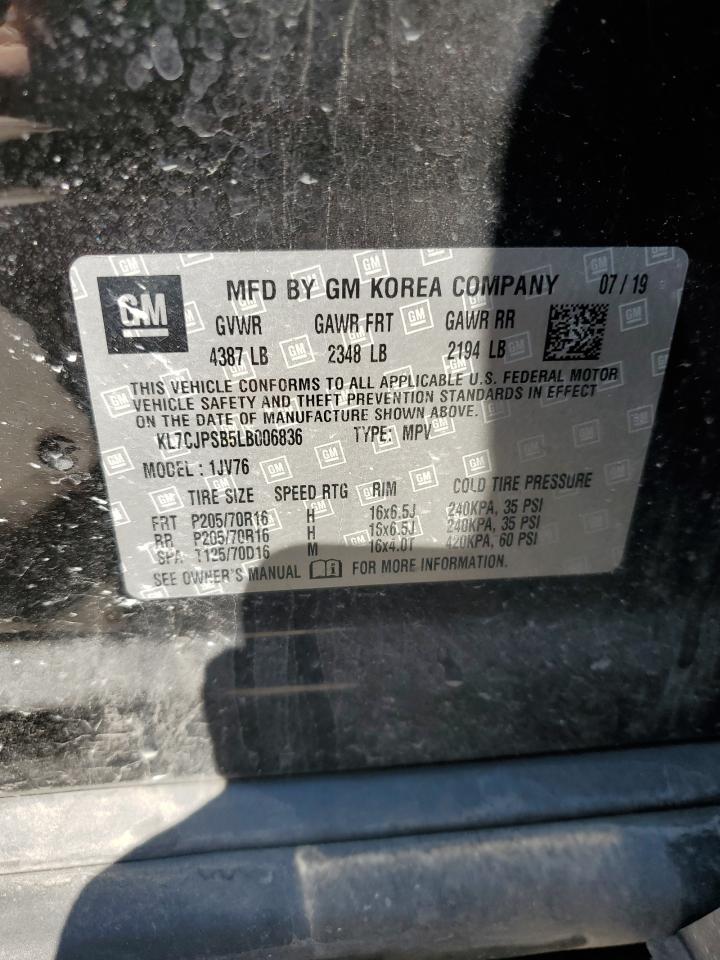 GM MFD BY GM KOREA COMPANY 07/19
GVWR GAWR FRT GAWR RR
4387 LB 2348 LB 2194 LB
THIS VEHICLE CONFORMS TO ALL APPLICABLE U.S. FEDERAL MOTOR
VEHICLE SAFETY AND THEFT PREVENTION STANDARDS IN EFFECT
ON THE DATE OF MANUFACTURE SHOWN ABOVE.
KL7CJPSB5LB006836 TYPE: MPV
MODEL: 1JV76
TIRE SIZE SPEED RTG RIM COLD TIRE PRESSURE
FRT P205/70R16 H 16x6.5J 240KPA, 35 PSI
RR P205/70R16 H 16x6.5J 240KPA, 35 PSI
SPA T125/70D16 M 16x4.0T 420KPA, 60 PSI
SEE OWNER'S MANUAL FOR MORE INFORMATION.